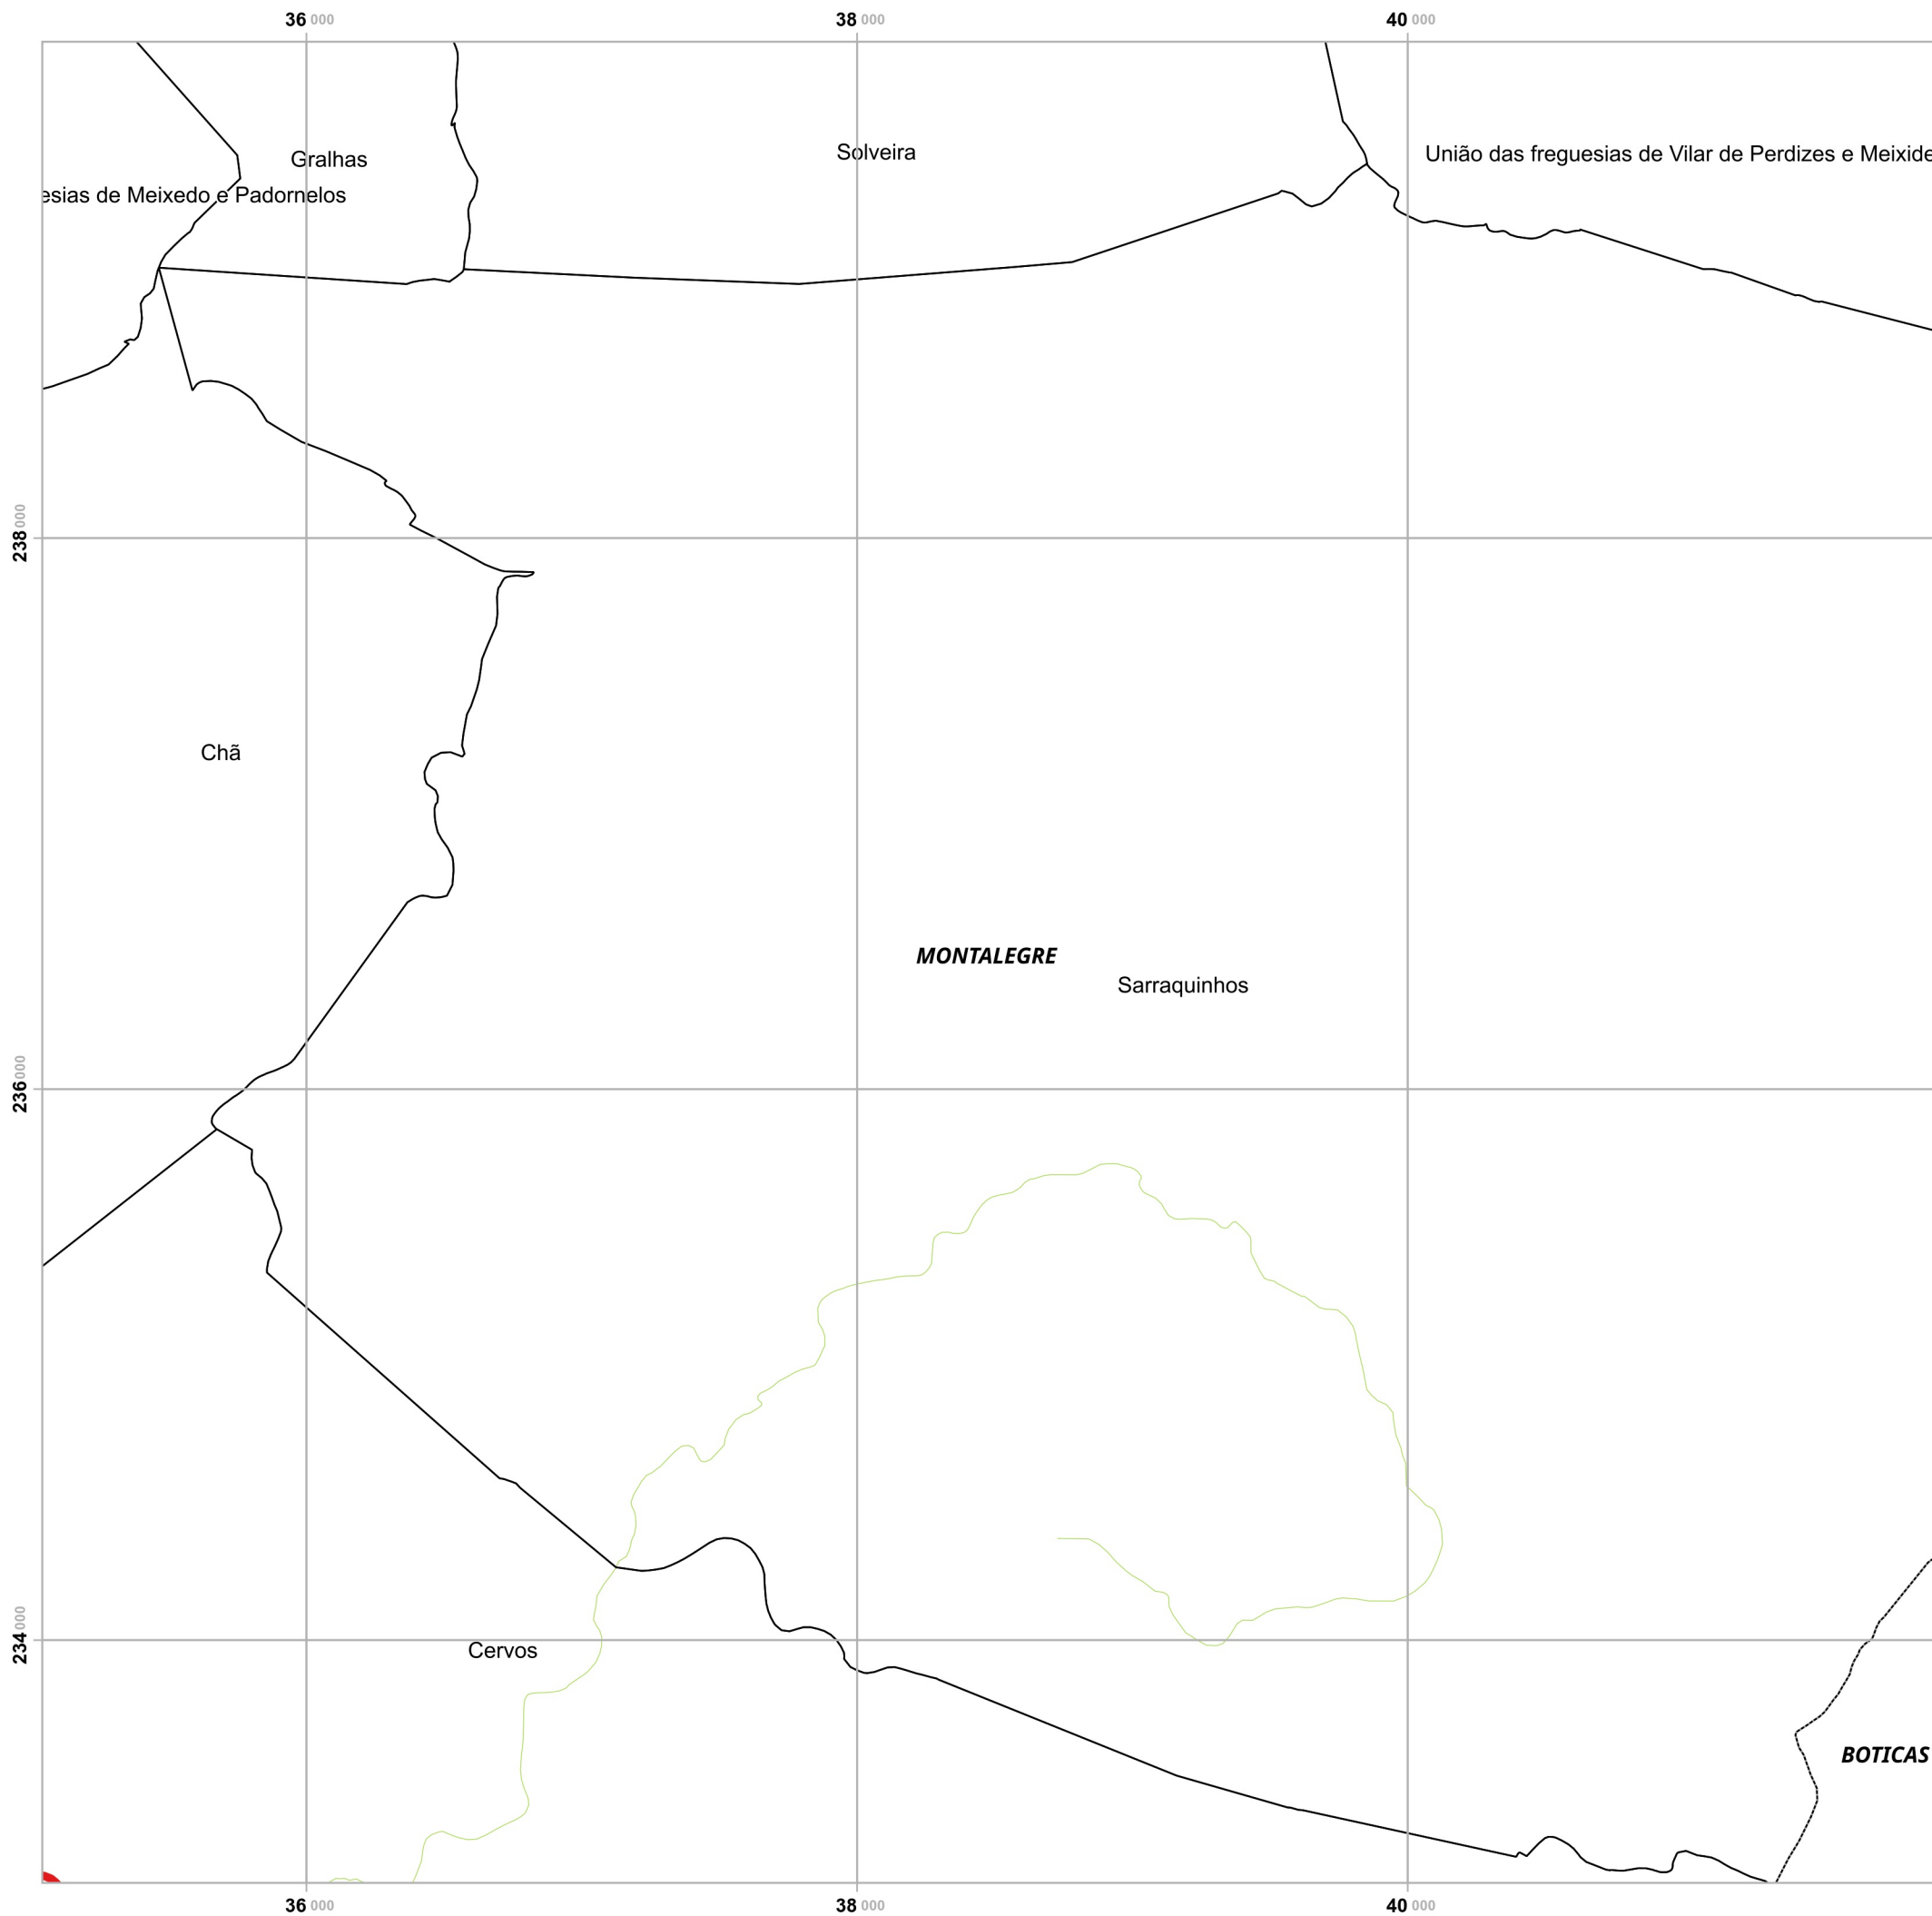 36 000
38 000
40 000
Gralhas
Solveira
União das freguesias de Vilar de Perdizes e Meixide
esias de Meixedo e Padornelos
238 000
Chã
MONTALEGRE
Sarraquinhos
236 000
234 000
Cervos
BOTICAS
36 000
38 000
40 000